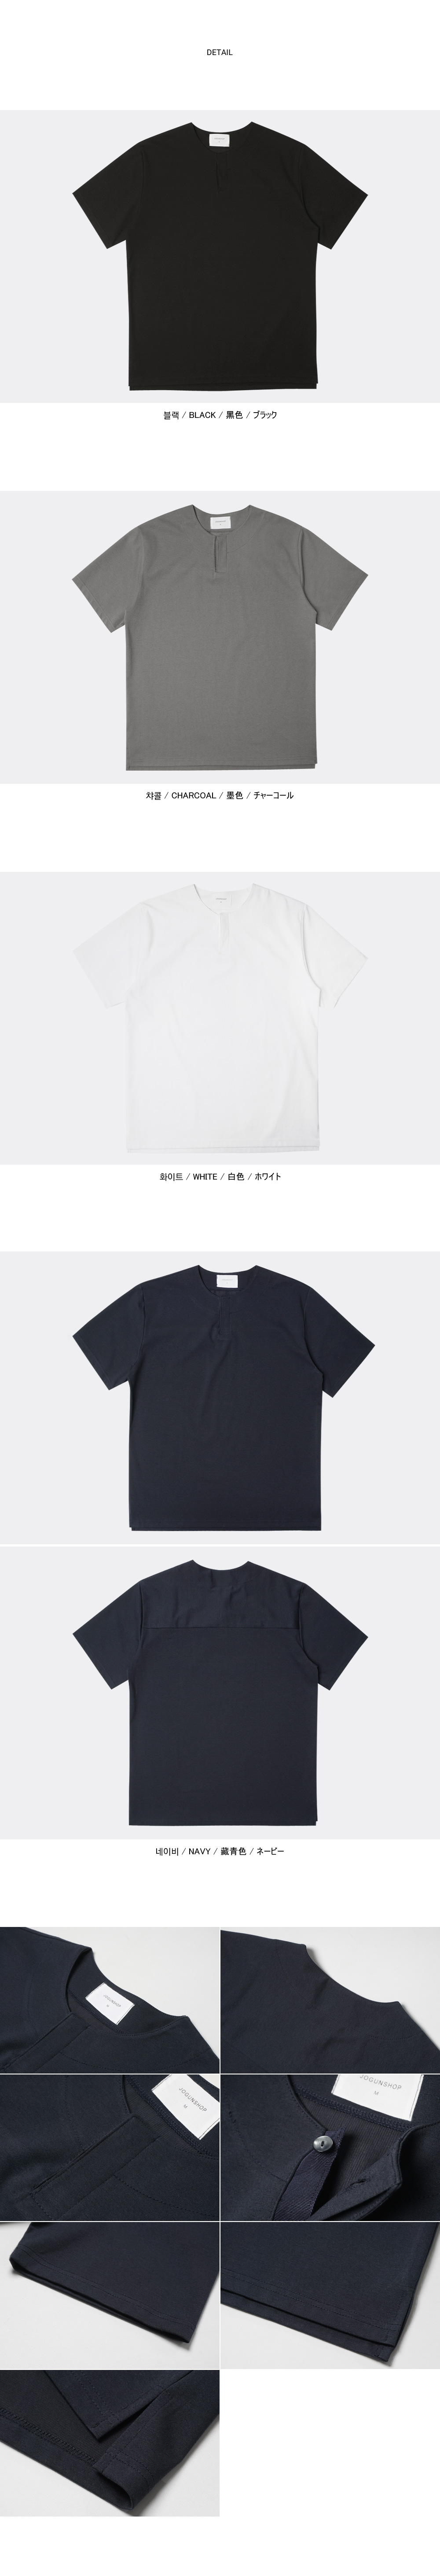 DETAIL
블랙 / BLACK / 黑色 / ブラック
챠콜 / CHARCOAL / 墨色 / チャーコール
화이트 / WHITE / 白色 / ホワイト
네이비 / NAVY / 藏青色 / ネービー
JOGUNSHOP
M
JOGUNSHOP
M
JOGUNSHOP
M